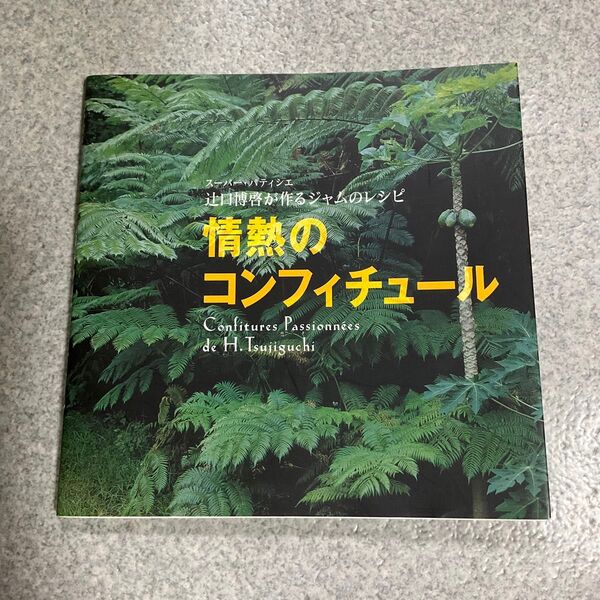 スーパー・パティシエ
辻口博啓が作るジャムのレシピ
情熱の
コンフィチュール
Confitures Passionnées
de H.Tsujiguchi